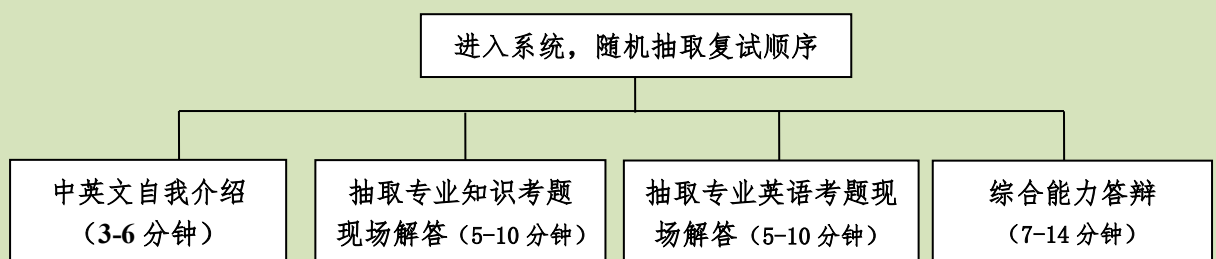 进入系统，随机抽取复试顺序
中英文自我介绍
（3-6 分钟）
抽取专业知识考题
现场解答（5-10 分钟）
抽取专业英语考题现
场解答（5-10 分钟）
综合能力答辩
（7-14 分钟）